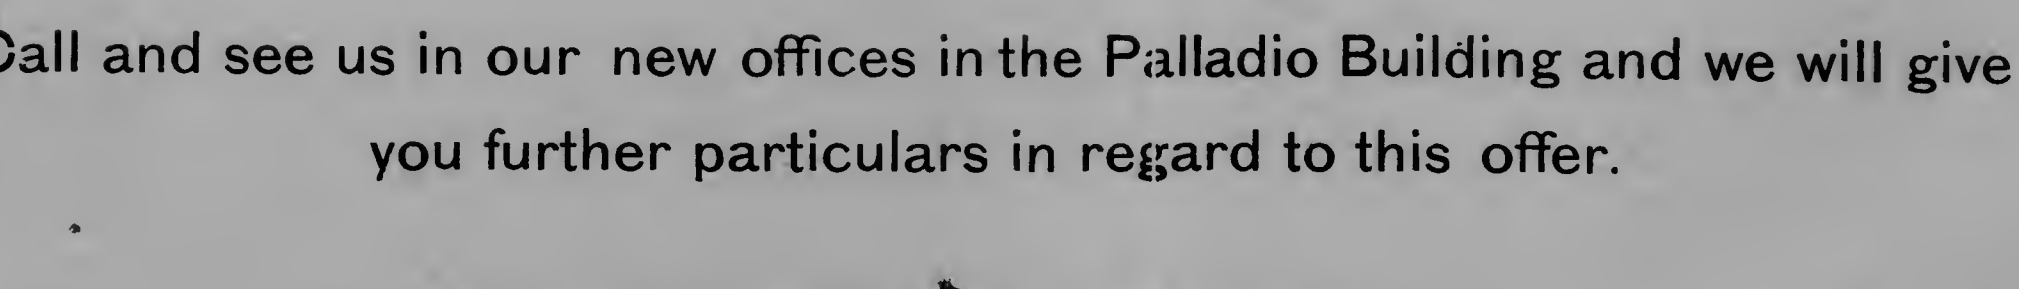 Call and see us in our new offices in the Palladio Building and we will give
you further particulars in regard to this offer.